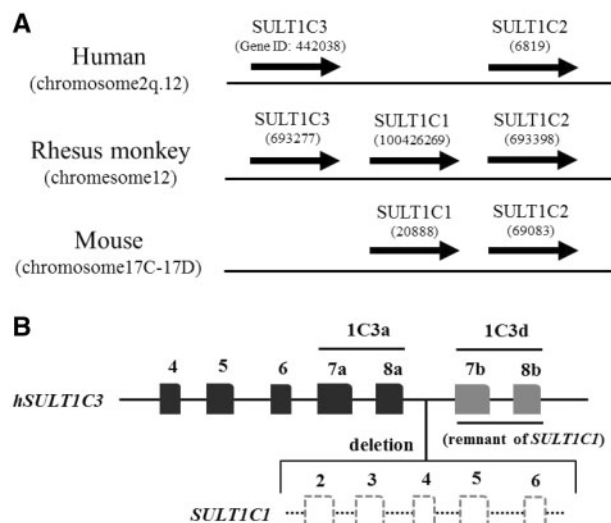 A
SULT1C3 SULT1C2
Human (Gene ID: 442038) (6819)
(chromosome2q.12)
SULT1C3 SULT1C1 SULT1C2
Rhesus monkey (693277) (100426269) (693398)
(chromesome12)
SULT1C1 SULT1C2
Mouse (20888) (69083)
(chromosome17C-17D)
B
1C3a 1C3d
4 5 6 7a 8a 7b 8b
hSULT1C3
deletion (remnant of SULT1C1)
2 3 4 5 6
SULT1C1